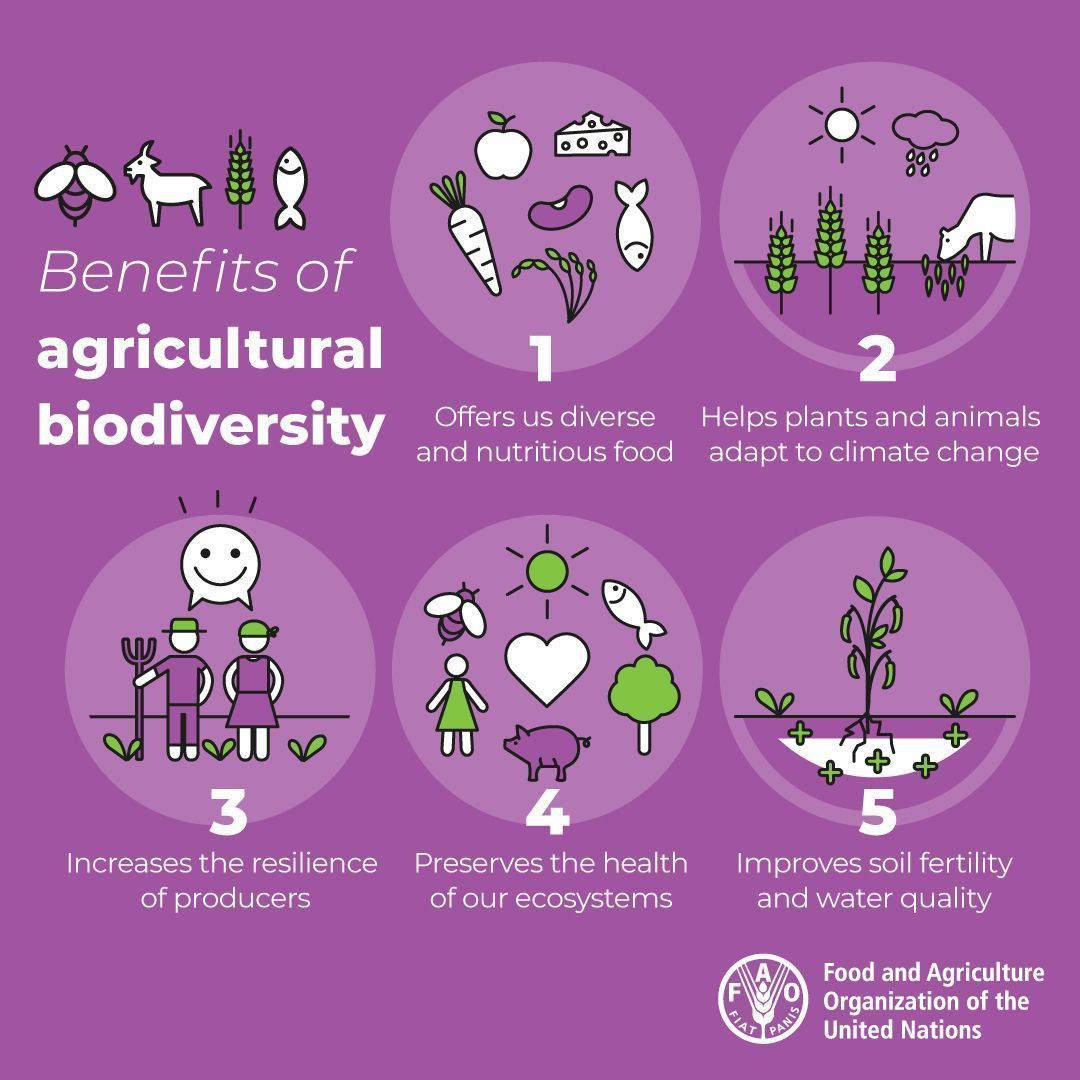 Benefits of
agricultural
biodiversity
1
Offers us diverse
and nutritious food
2
Helps plants and animals
adapt to climate change
3
Increases the resilience
of producers
4
Preserves the health
of our ecosystems
5
Improves soil fertility
and water quality
F A O
FIAT PANIS
Food and Agriculture
Organization of the
United Nations